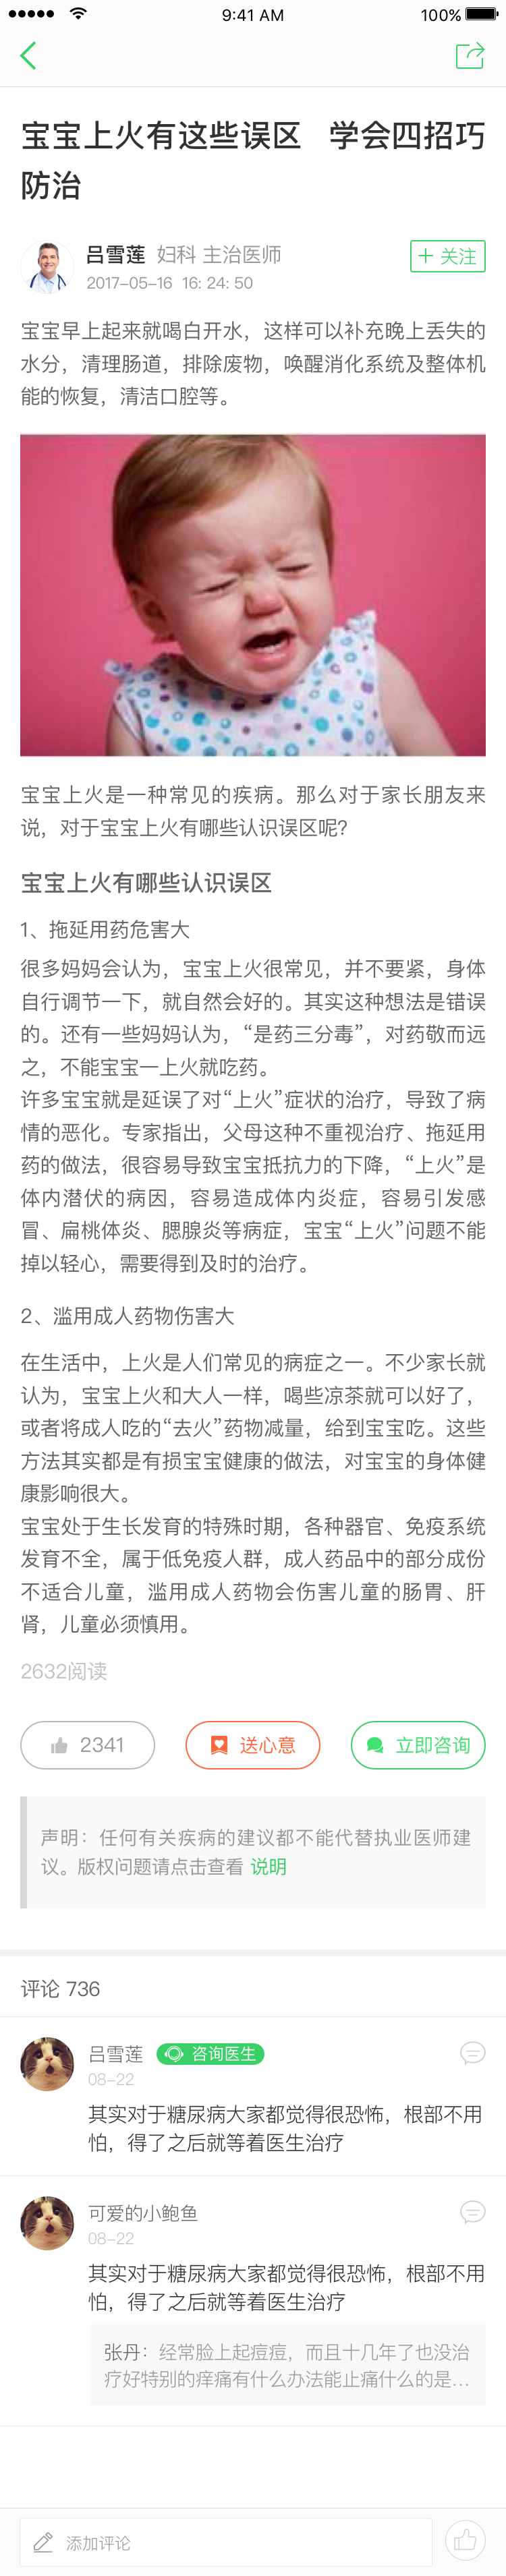 9:41 AM
100%
宝宝上火有这些误区 学会四招巧
防治
吕雪莲 妇科 主治医师
+ 关注
2017-05-16 16: 24: 50
宝宝早上起来就喝白开水，这样可以补充晚上丢失的
水分，清理肠道，排除废物，唤醒消化系统及整体机
能的恢复，清洁口腔等。
宝宝上火是一种常见的疾病。那么对于家长朋友来
说，对于宝宝上火有哪些认识误区呢？
宝宝上火有哪些认识误区
1、拖延用药危害大
很多妈妈会认为，宝宝上火很常见，并不要紧，身体
自行调节一下，就自然会好的。其实这种想法是错误
的。还有一些妈妈认为，“是药三分毒”，对药敬而远
之，不能宝宝一上火就吃药。
许多宝宝就是延误了对“上火”症状的治疗，导致了病
情的恶化。专家指出，父母这种不重视治疗、拖延用
药的做法，很容易导致宝宝抵抗力的下降，“上火”是
体内潜伏的病因，容易造成体内炎症，容易引发感
冒、扁桃体炎、腮腺炎等病症，宝宝“上火”问题不能
掉以轻心，需要得到及时的治疗。
2、滥用成人药物伤害大
在生活中，上火是人们常见的病症之一。不少家长就
认为，宝宝上火和大人一样，喝些凉茶就可以好了，
或者将成人吃的“去火”药物减量，给到宝宝吃。这些
方法其实都是有损宝宝健康的做法，对宝宝的身体健
康影响很大。
宝宝处于生长发育的特殊时期，各种器官、免疫系统
发育不全，属于低免疫人群，成人药品中的部分成份
不适合儿童，滥用成人药物会伤害儿童的肠胃、肝
肾，儿童必须慎用。
2632阅读
2341 送心意 立即咨询
声明：任何有关疾病的建议都不能代替执业医师建
议。版权问题请点击查看 说明
评论 736
吕雪莲 咨询医生
08-22
其实对于糖尿病大家都觉得很恐怖，根部不用
怕，得了之后就等着医生治疗
可爱的小鲍鱼
08-22
其实对于糖尿病大家都觉得很恐怖，根部不用
怕，得了之后就等着医生治疗
张丹：经常脸上起痘痘，而且十几年了也没治
疗好特别的痒痛有什么办法能止痛什么的是...
添加评论